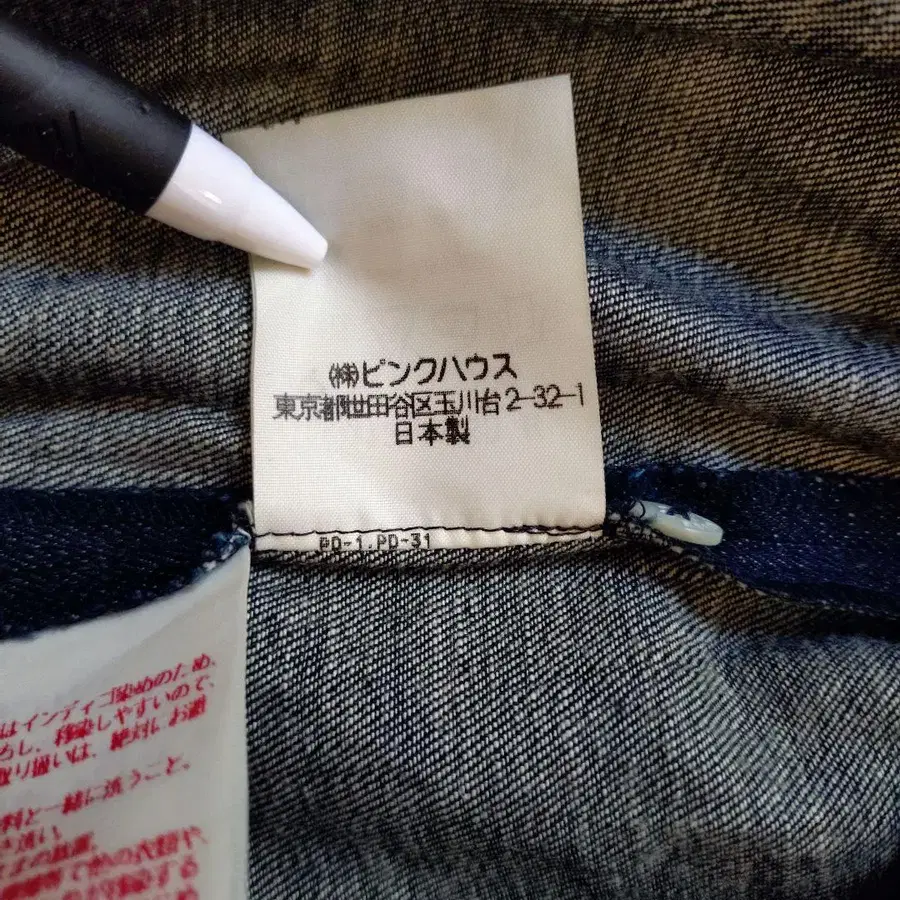 ㈱ピンクハウス
東京都世田谷区玉川台2-32-1
日本製
PD-1.PD-31
はインディゴ染めのため、
ろし、移染しやすいので、
取り扱いは、絶対にお避
料と一緒に洗うこと。